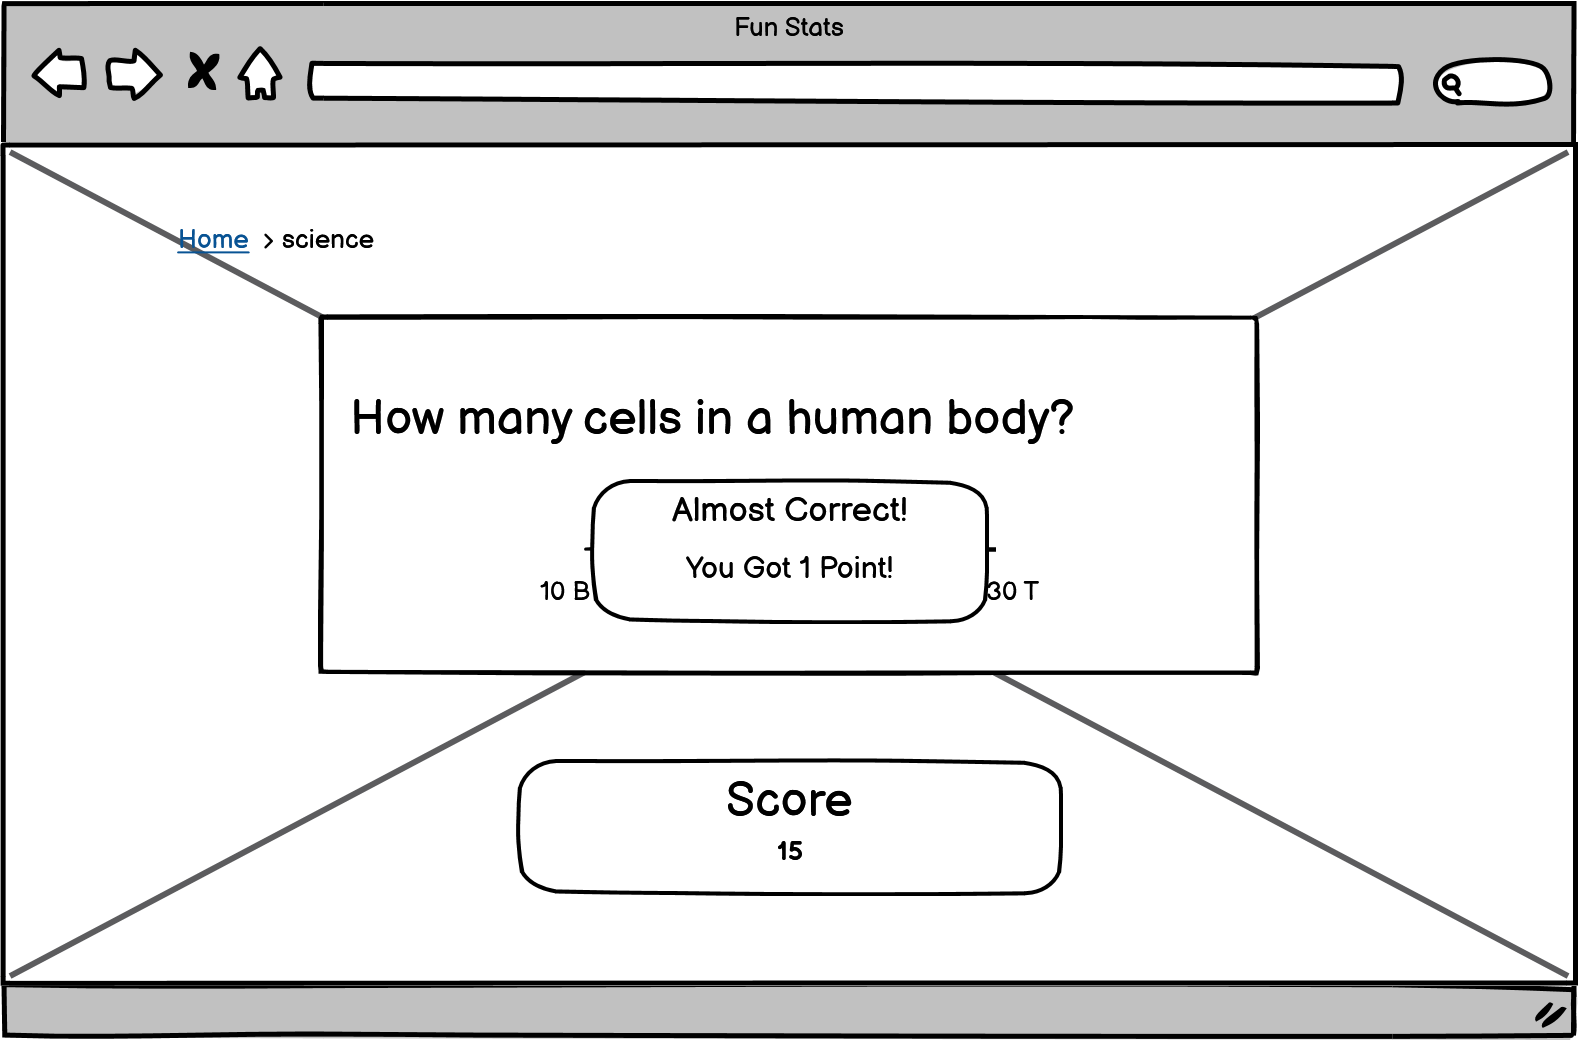 Fun Stats
Home > science
How many cells in a human body?
Almost Correct!
You Got 1 Point!
10 B
30 T
Score
15